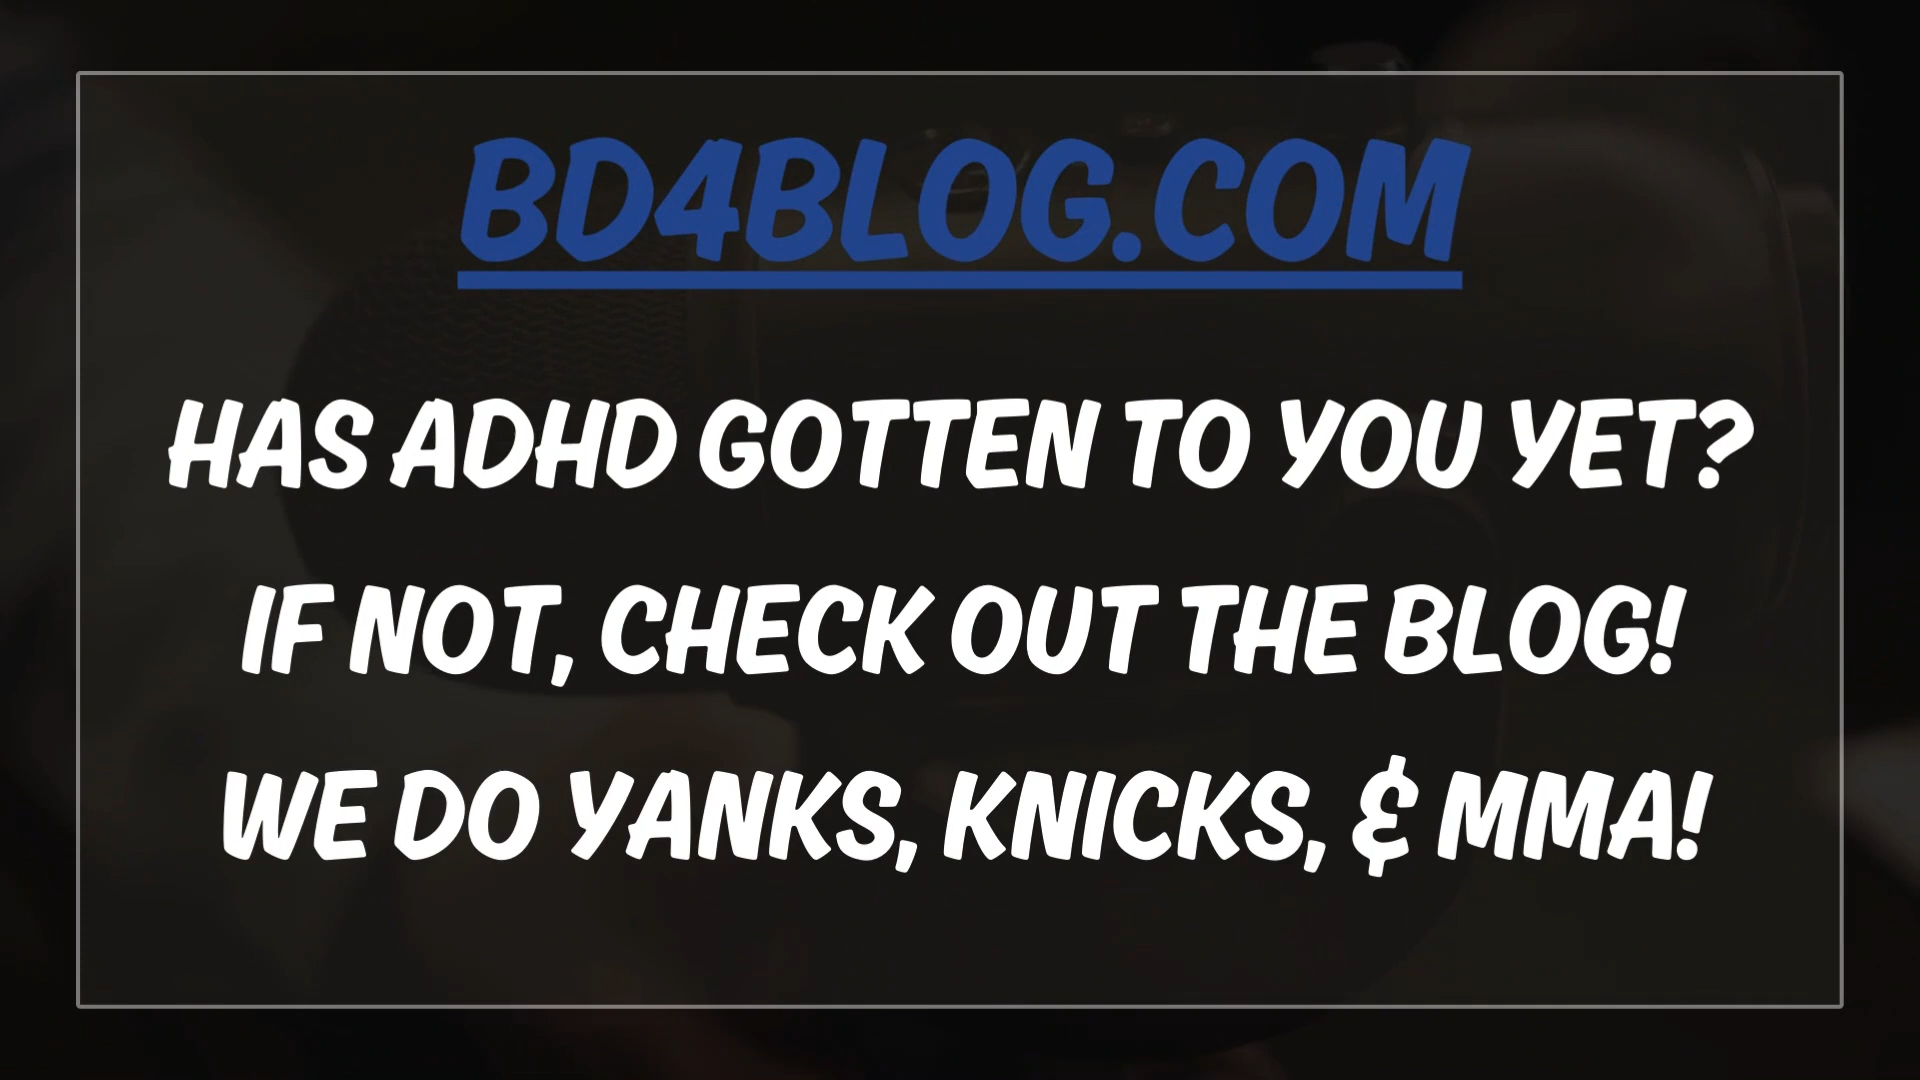 BD4BLOG.COM
HAS ADHD GOTTEN TO YOU YET?
IF NOT, CHECK OUT THE BLOG!
WE DO YANKS, KNICKS, & MMA!